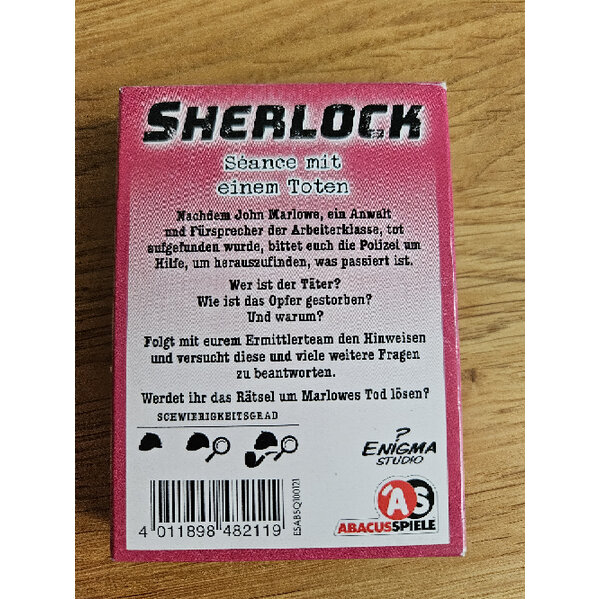 SHERLOCK
Séance mit
einem Toten
Nachdem John Marlowe, ein Anwalt
und Fürsprecher der Arbeiterklasse, tot
aufgefunden wurde, bittet euch die Polizei um
Hilfe, um herauszufinden, was passiert ist.
Wer ist der Täter?
Wie ist das Opfer gestorben?
Und warum?
Folgt mit eurem Ermittlerteam den Hinweisen
und versucht diese und viele weitere Fragen
zu beantworten.
Werdet ihr das Rätsel um Marlowes Tod lösen?
SCHWIERIGKEITSGRAD
?
ENIGMA
STUDIO
4 011898 482119
ESABSQ100121
AS
ABACUSSPIELE